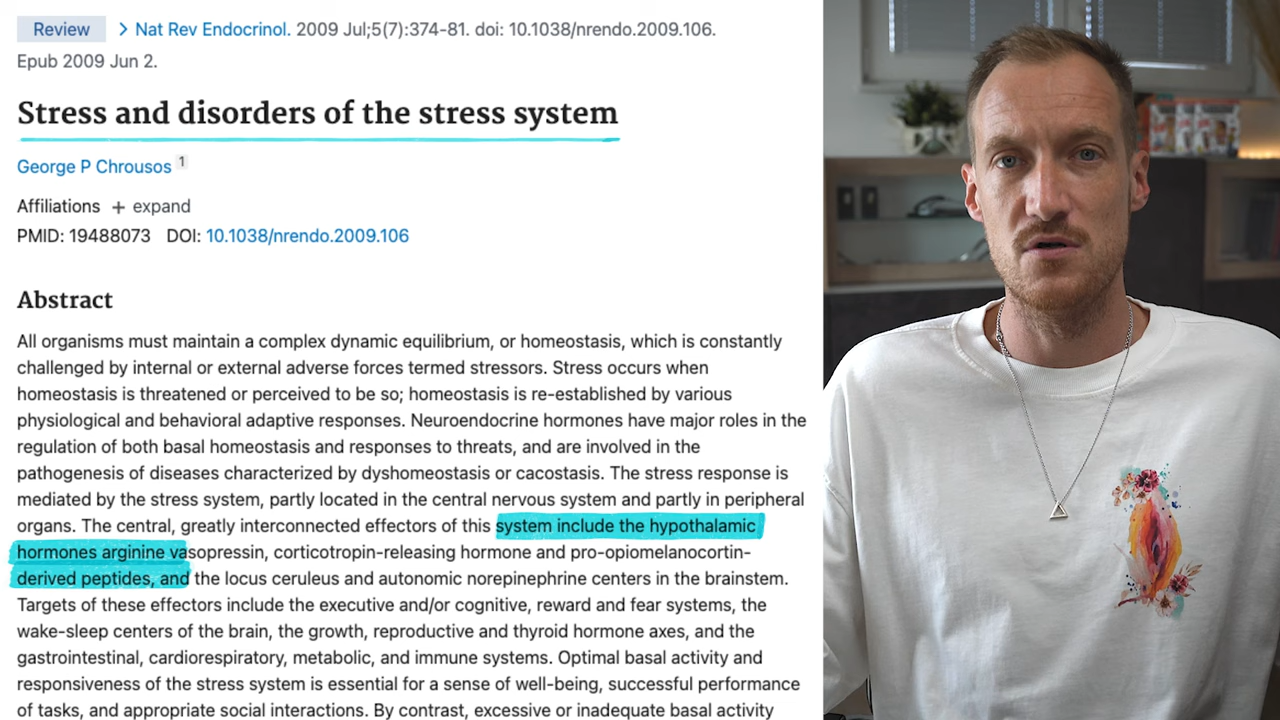 Review > Nat Rev Endocrinol. 2009 Jul;5(7):374-81. doi: 10.1038/nrendo.2009.106.
Epub 2009 Jun 2.
Stress and disorders of the stress system
George P Chrousos 1
Affiliations + expand
PMID: 19488073 DOI: 10.1038/nrendo.2009.106
Abstract
All organisms must maintain a complex dynamic equilibrium, or homeostasis, which is constantly
challenged by internal or external adverse forces termed stressors. Stress occurs when
homeostasis is threatened or perceived to be so; homeostasis is re-established by various
physiological and behavioral adaptive responses. Neuroendocrine hormones have major roles in the
regulation of both basal homeostasis and responses to threats, and are involved in the
pathogenesis of diseases characterized by dyshomeostasis or cacostasis. The stress response is
mediated by the stress system, partly located in the central nervous system and partly in peripheral
organs. The central, greatly interconnected effectors of this system include the hypothalamic
hormones arginine vasopressin, corticotropin-releasing hormone and pro-opiomelanocortin-
derived peptides, and the locus ceruleus and autonomic norepinephrine centers in the brainstem.
Targets of these effectors include the executive and/or cognitive, reward and fear systems, the
wake-sleep centers of the brain, the growth, reproductive and thyroid hormone axes, and the
gastrointestinal, cardiorespiratory, metabolic, and immune systems. Optimal basal activity and
responsiveness of the stress system is essential for a sense of well-being, successful performance
of tasks, and appropriate social interactions. By contrast, excessive or inadequate basal activity